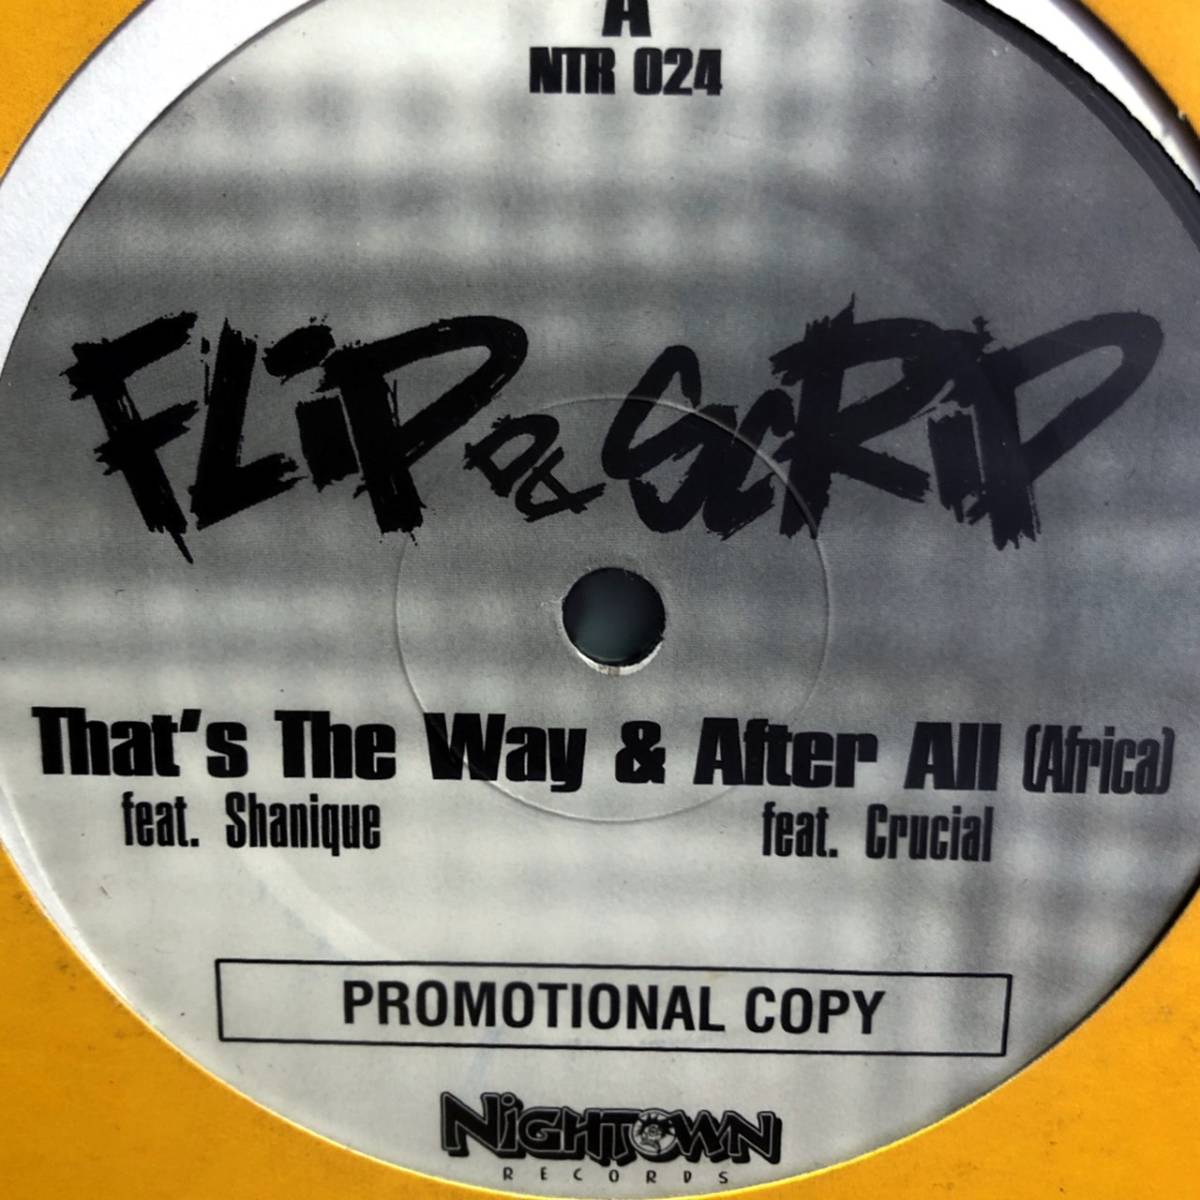 A
NTR 024
FLiP DA ScRiP
That's The Way & After All (Africa)
feat. Shanique feat. Crucial
PROMOTIONAL COPY
NiGHTOWN
RECORDS